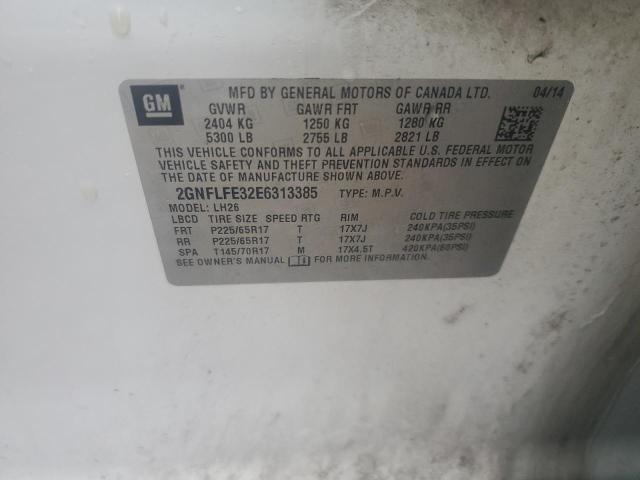 GM
MFD BY GENERAL MOTORS OF CANADA LTD. 04/14
GVWR GAWR FRT GAWR RR
2404 KG 1250 KG 1280 KG
5300 LB 2755 LB 2821 LB
THIS VEHICLE CONFORMS TO ALL APPLICABLE U.S. FEDERAL MOTOR
VEHICLE SAFETY AND THEFT PREVENTION STANDARDS IN EFFECT ON
THE DATE OF MANUFACTURE SHOWN ABOVE.
2GNFLFE32E6313385 TYPE: M.P.V.
MODEL: LH26
LBCD TIRE SIZE SPEED RTG RIM COLD TIRE PRESSURE
FRT P225/65R17 T 17X7J 240KPA(35PSI)
RR P225/65R17 T 17X7J 240KPA(35PSI)
SPA T145/70R17 M 17X4.5T 420KPA(60PSI)
SEE OWNER'S MANUAL FOR ADDITIONAL INFORMATION.